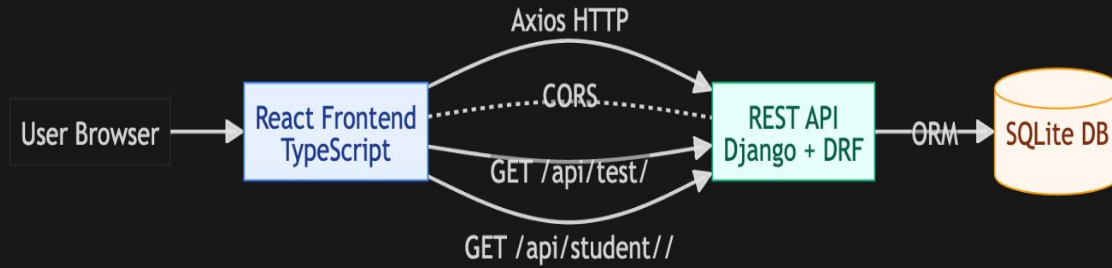 Axios HTTP
CORS
User Browser
React Frontend
TypeScript
REST API
Django + DRF
ORM
SQLite DB
GET /api/test/
GET /api/student//